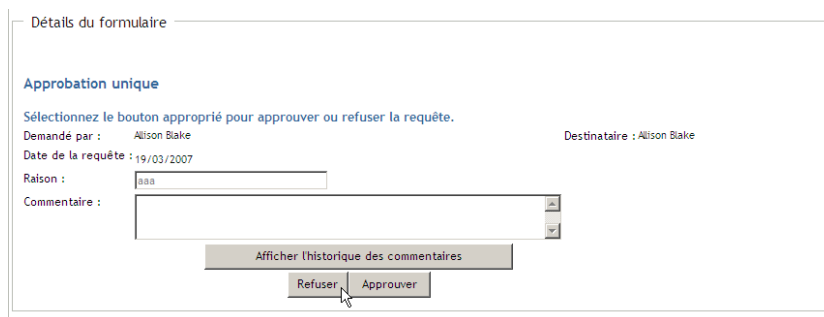 Détails du formulaire
Approbation unique
Sélectionnez le bouton approprié pour approuver ou refuser la requête.
Demandé par : Alison Blake Destinataire : Alison Blake
Date de la requête : 19/03/2007
Raison : aaa
Commentaire :
Afficher l'historique des commentaires
Refuser Approuver